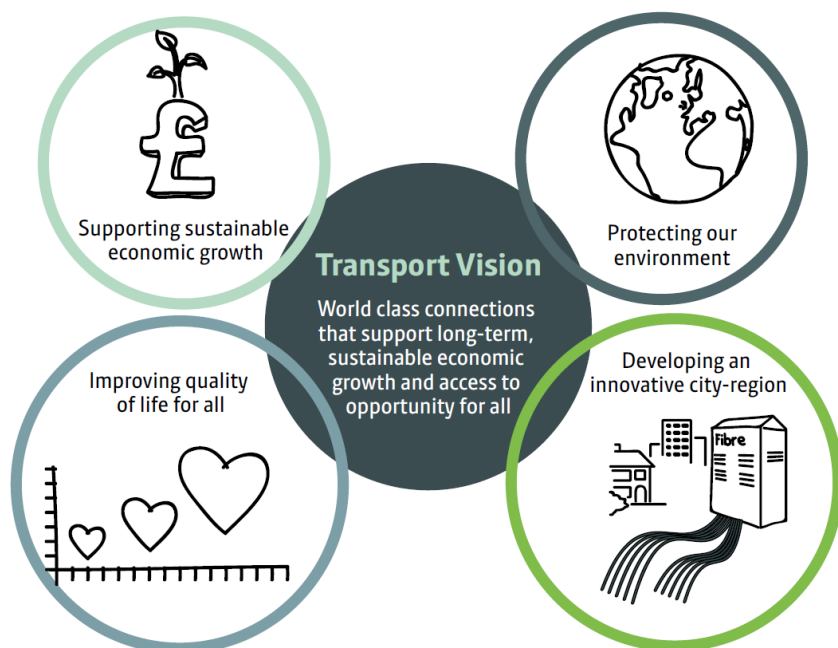 Supporting sustainable
economic growth
Protecting our
environment
Transport Vision
World class connections
that support long-term,
sustainable economic
growth and access to
opportunity for all
Improving quality
of life for all
Developing an
innovative city-region
Fibre
£